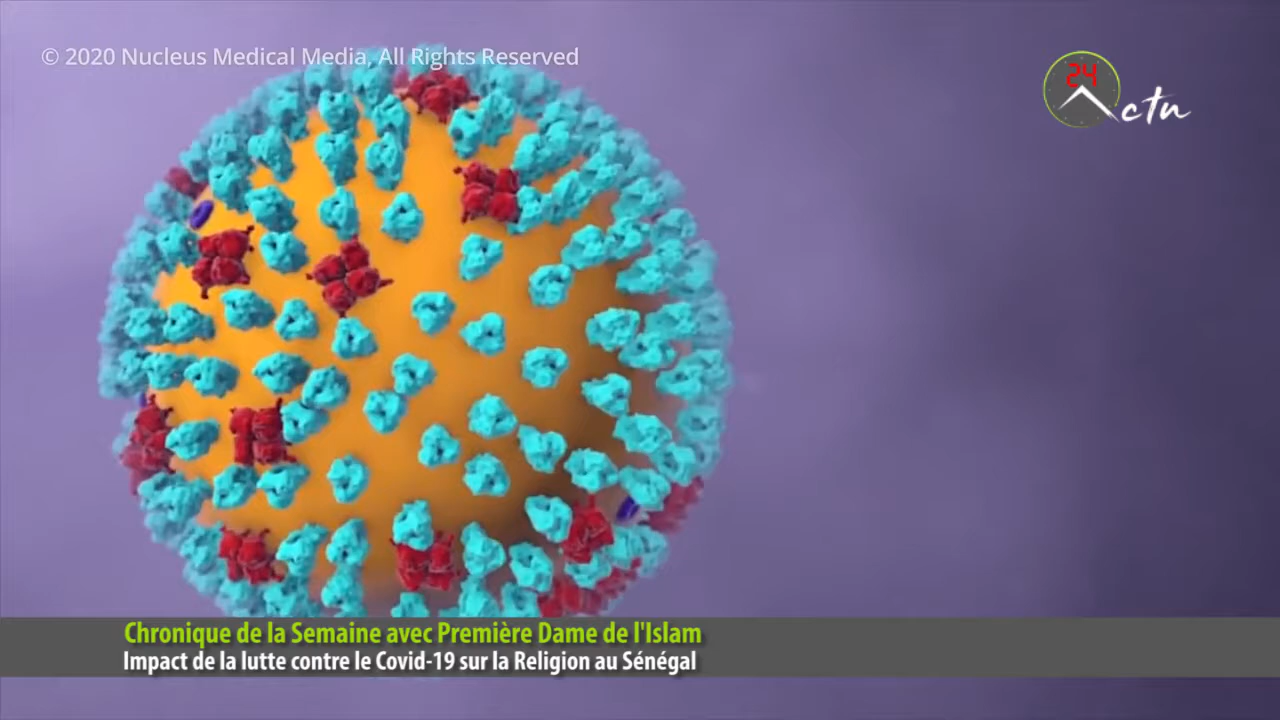 © 2020 Nucleus Medical Media, All Rights Reserved
24
Actn
Chronique de la Semaine avec Première Dame de l'Islam
Impact de la lutte contre le Covid-19 sur la Religion au Sénégal